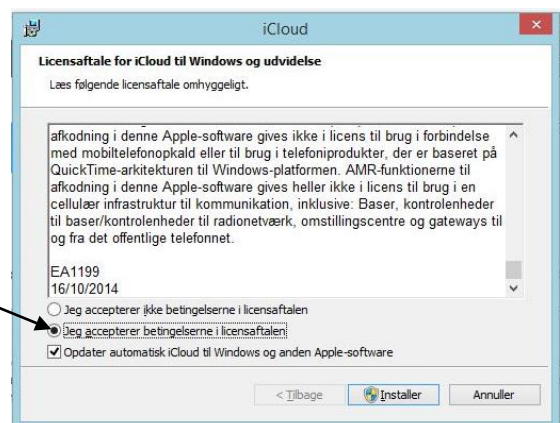 iCloud
Licensaftale for iCloud til Windows og udvidelse
Læs følgende licensaftale omhyggeligt.
afkodning i denne Apple-software gives ikke i licens til brug i forbindelse
med mobiltelefonopkald eller til brug i telefoniprodukter, der er baseret på
QuickTime-arkitekturen til Windows-platformen. AMR-funktionerne til
afkodning i denne Apple-software gives heller ikke i licens til brug i en
cellulær infrastruktur til kommunikation, inklusive: Baser, kontrolenheder
til baser/kontrolenheder til radionetværk, omstillingscentre og gateways til
og fra det offentlige telefonnet.
EA1199
16/10/2014
Jeg accepterer ikke betingelserne i licensaftalen
Jeg accepterer betingelserne i licensaftalen
Opdater automatisk iCloud til Windows og anden Apple-software
< Tilbage
Installer
Annuller